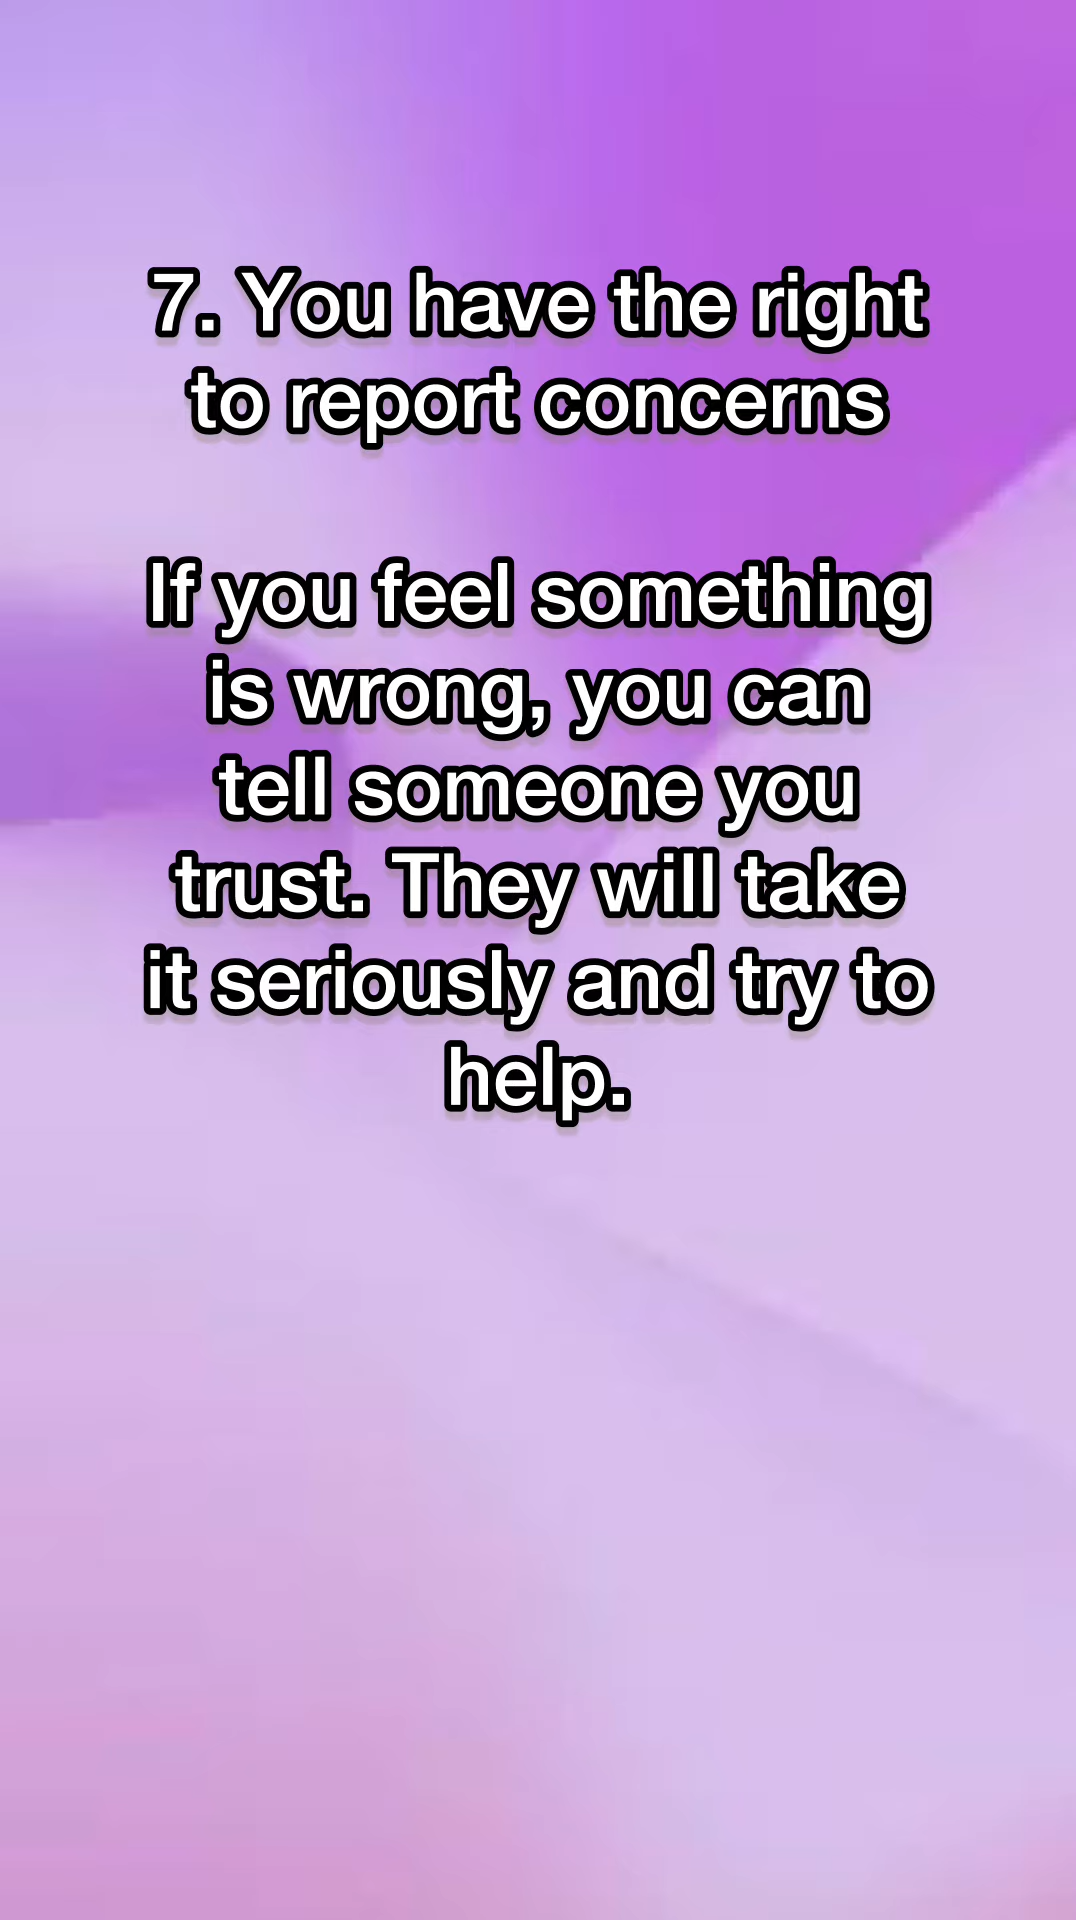 7. You have the right
to report concerns
If you feel something
is wrong, you can
tell someone you
trust. They will take
it seriously and try to
help.